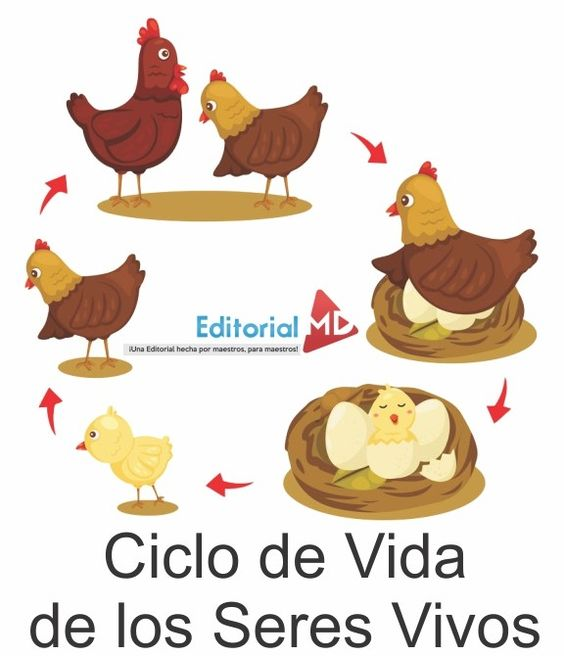 Editorial MD
¡Una Editorial hecha por maestros, para maestros!
Ciclo de Vida
de los Seres Vivos